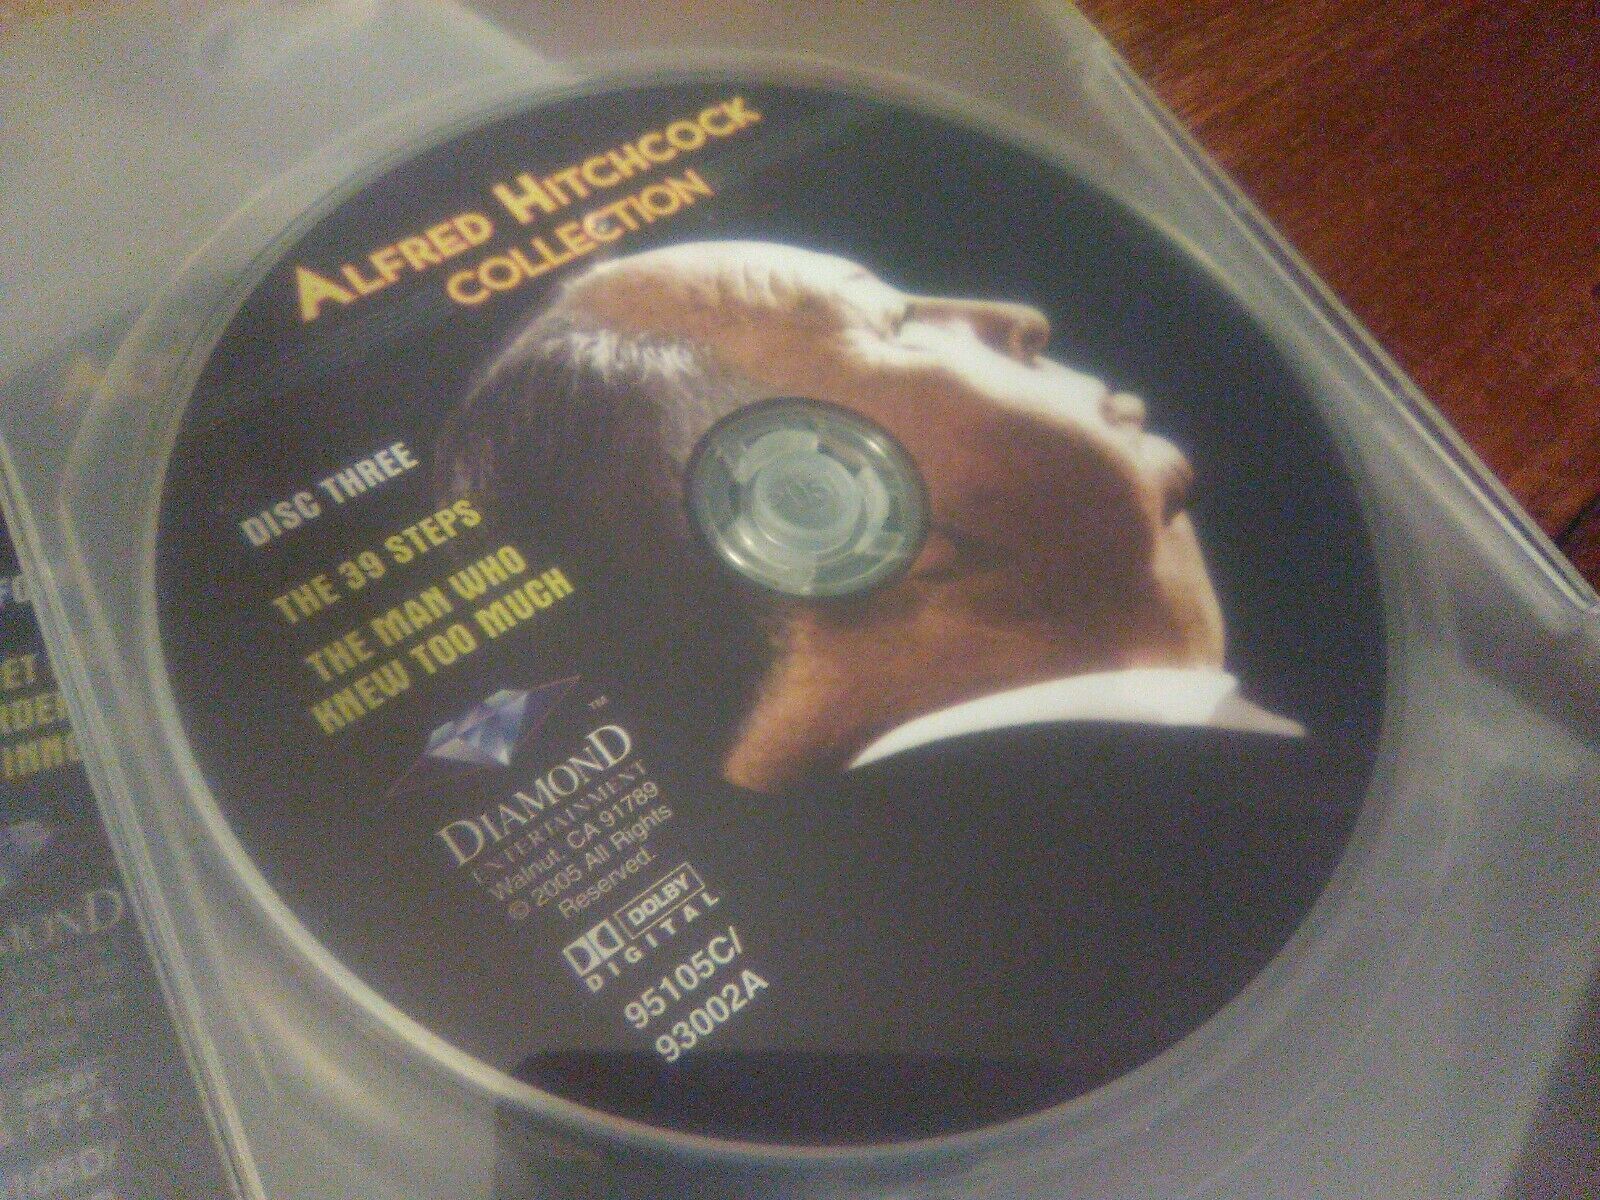 ALFRED HITCHCOCK
COLLECTION
DISC THREE
THE 39 STEPS
THE MAN WHO
KNEW TOO MUCH
DIAMOND™
ENTERTAINMENT
Walnut, CA 91789
© 2005 All Rights
Reserved.
DOLBY
DIGITAL
95105C/
93002A